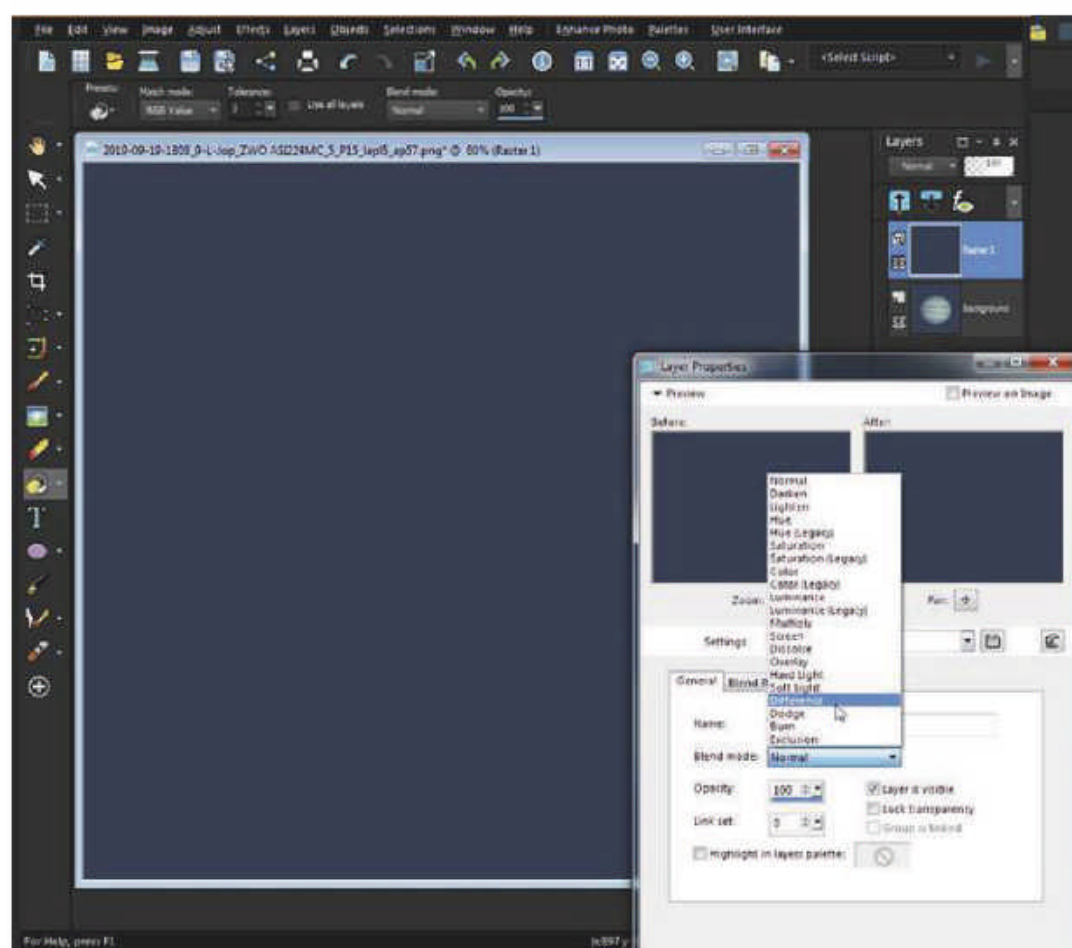 File Edit View Image Adjust Effects Layers Objects Selections Window Help Enhance Photo Palettes User Interface
<Select Script>
Presets: Match mode: Tolerance: Blend mode: Opacity:
RGB Value Use all layers Normal 100
2019-09-19-1808_9-L-Jup_ZWO ASI224MC_S_P15_lapl5_ap57.png* @ 80% (Raster 1)
Layers
Normal 100
Raster 1
Background
Layer Properties
Preview Preview on Image
Before: After:
Normal
Darken
Lighten
Hue
Hue (Legacy)
Saturation
Saturation (Legacy)
Color
Color (Legacy)
Zoom: Luminance Pan:
Luminance (Legacy)
Multiply
Settings Screen
Dissolve
Overlay
Hard Light
General Soft Light
Difference
Dodge
Name: Burn
Exclusion
Blend mode: Normal
Opacity: 100 Layer is visible
Lock transparency
Link set: 0 Group is linked
Highlight in layers palette:
For Help, press F1